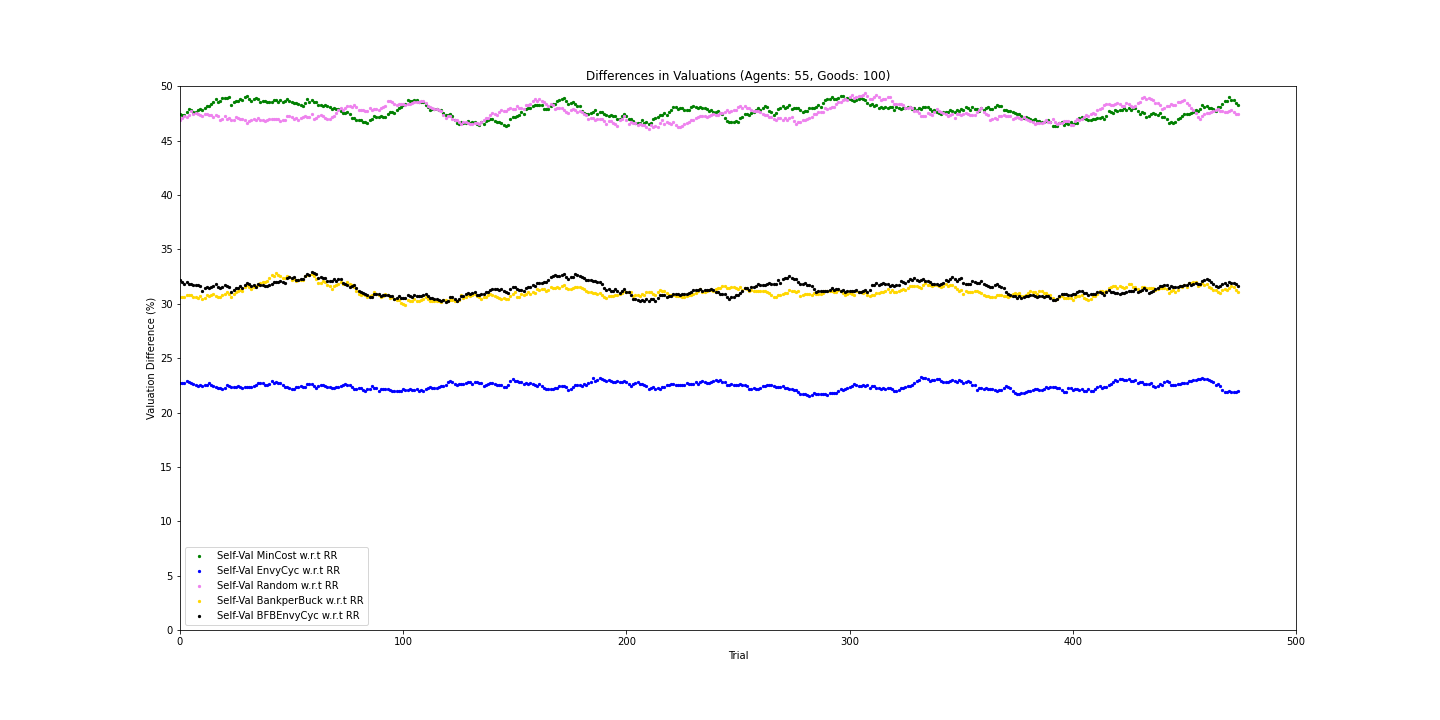 Differences in Valuations (Agents: 55, Goods: 100)
50
45
40
35
30
25
20
15
10
5
0
Valuation Difference (%)
Self-Val MinCost w.r.t RR
Self-Val EnvyCyc w.r.t RR
Self-Val Random w.r.t RR
Self-Val BankperBuck w.r.t RR
Self-Val BFBEnvyCyc w.r.t RR
0 100 200 300 400 500
Trial